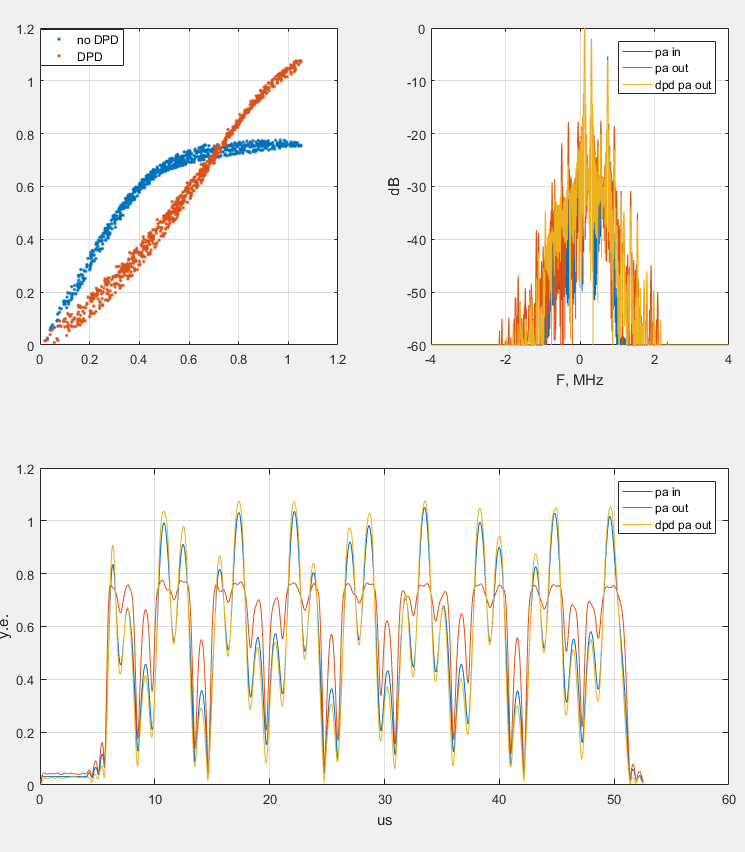 1.2
1
0.8
0.6
0.4
0.2
0
0 0.2 0.4 0.6 0.8 1 1.2
no DPD
DPD
0
-10
-20
-30
-40
-50
-60
dB
-4 -2 0 2 4
F, MHz
pa in
pa out
dpd pa out
1.2
1
0.8
0.6
0.4
0.2
0
y.e.
0 10 20 30 40 50 60
us
pa in
pa out
dpd pa out